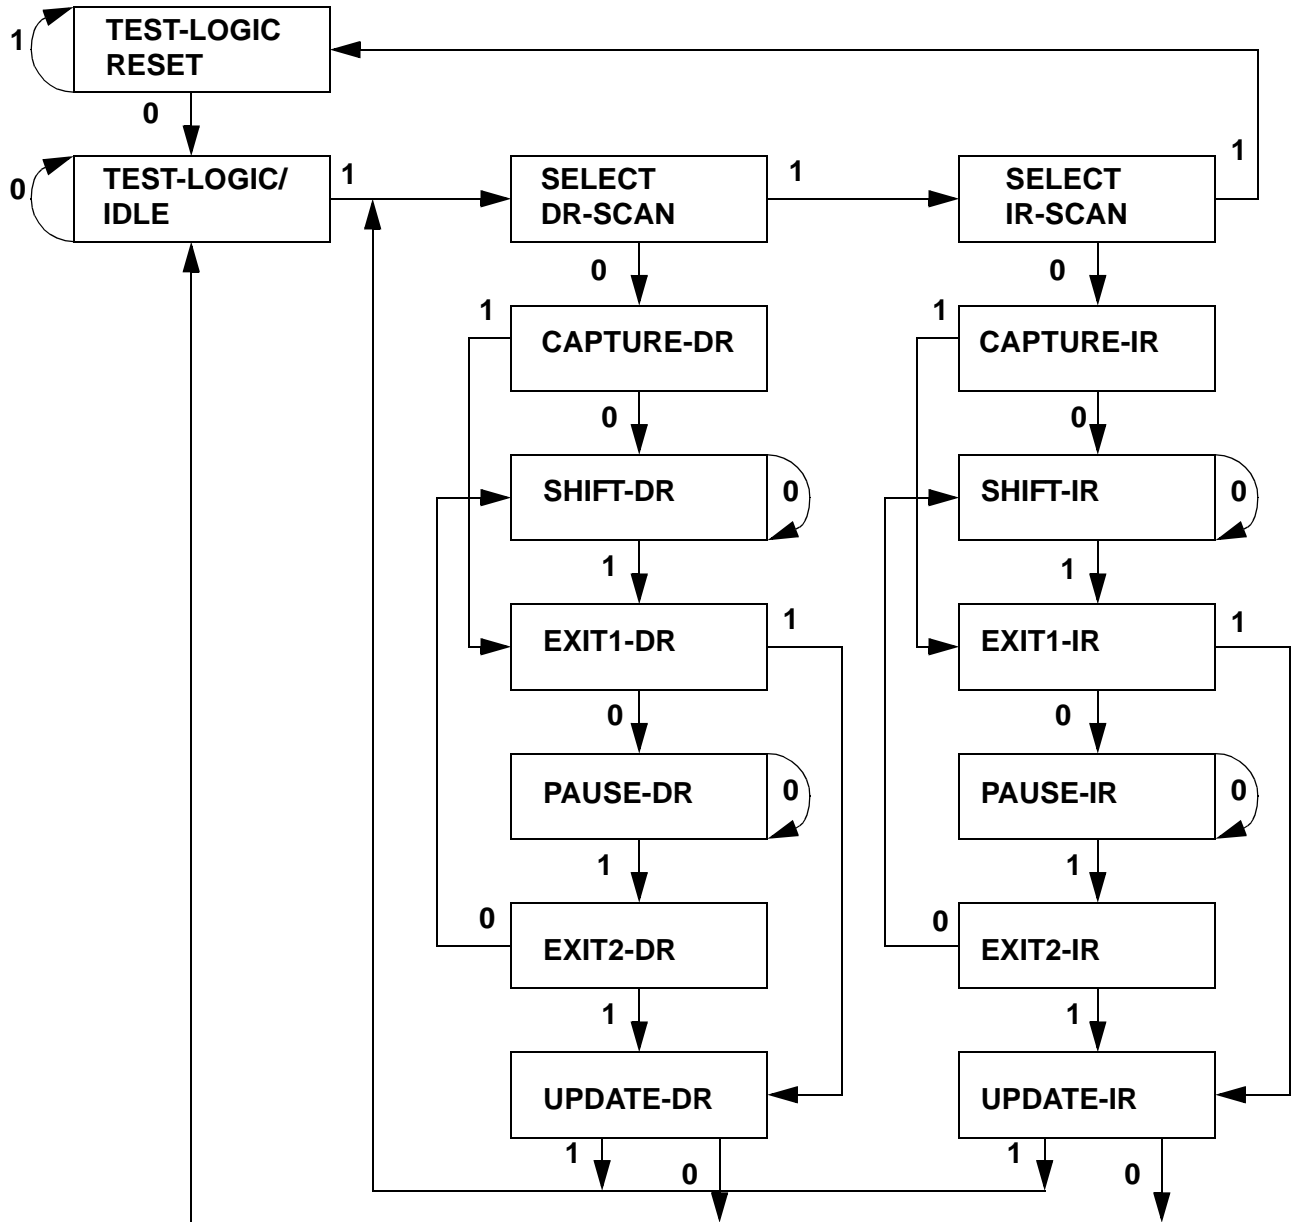 1
TEST-LOGIC
RESET
0
0
TEST-LOGIC/
IDLE
1
SELECT
DR-SCAN
1
SELECT
IR-SCAN
1
0
0
1
CAPTURE-DR
1
CAPTURE-IR
0
0
SHIFT-DR
0
SHIFT-IR
0
1
1
EXIT1-DR
1
EXIT1-IR
1
0
0
PAUSE-DR
0
PAUSE-IR
0
1
1
0
EXIT2-DR
0
EXIT2-IR
1
1
UPDATE-DR
UPDATE-IR
1
0
1
0